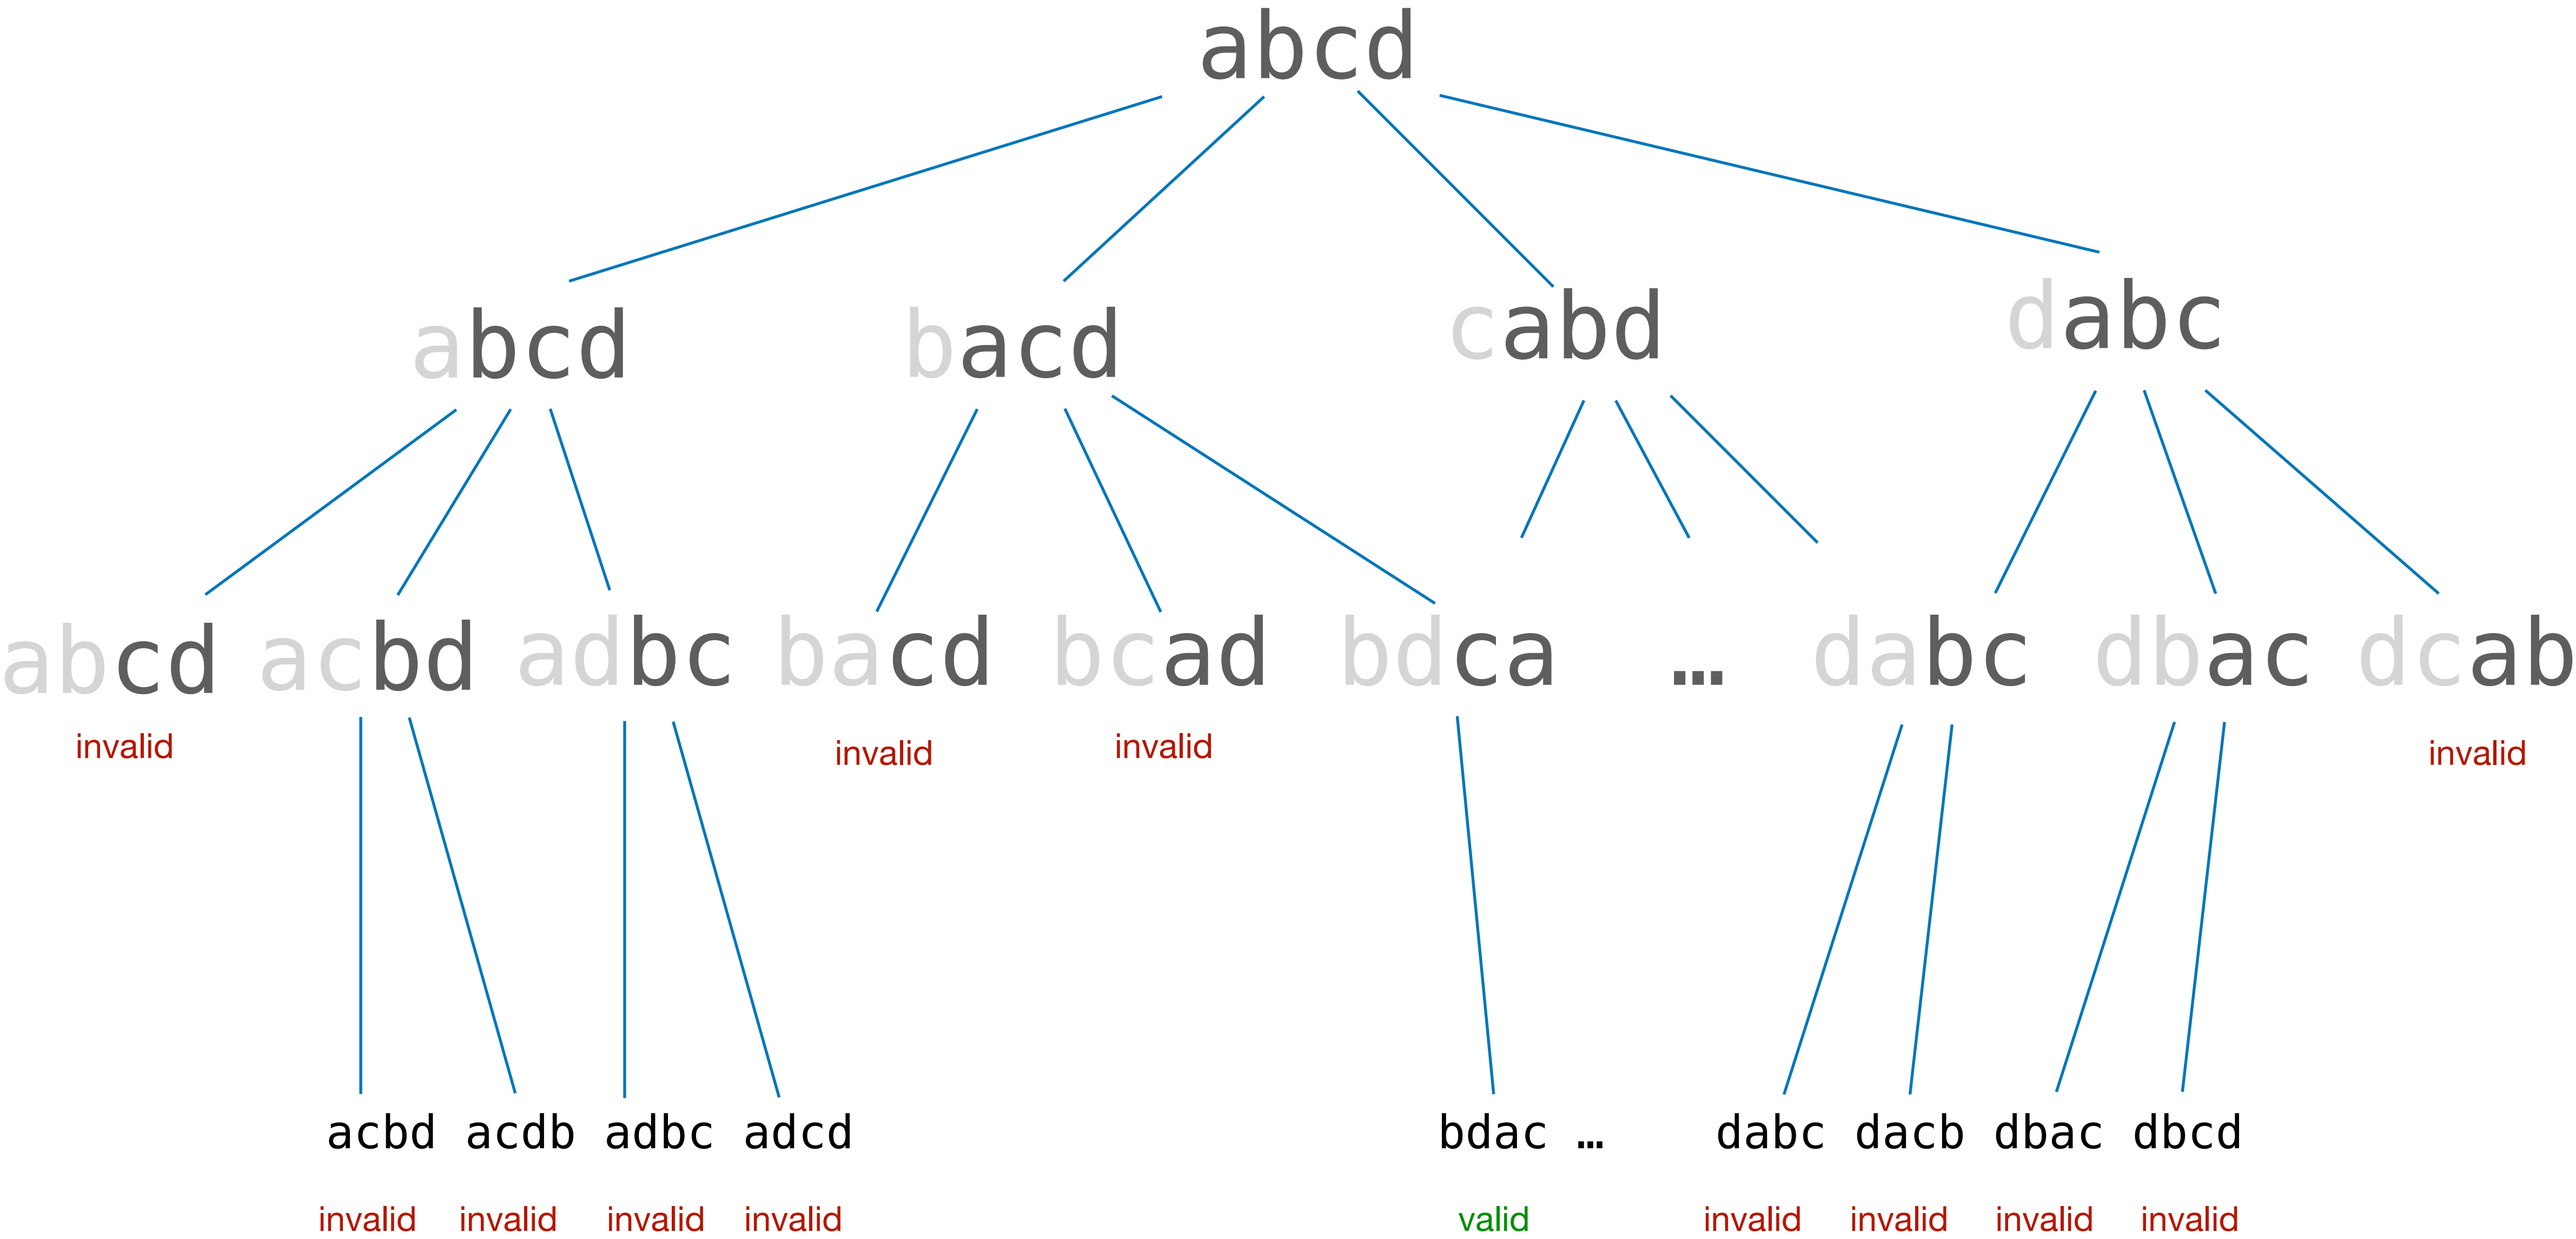 abcd
abcd bacd cabd dabc
abcd acbd adbc bacd bcad bdca … dabc dbac dcab
invalid invalid invalid invalid
acbd acdb adbc adcd bdac … dabc dacb dbac dbcd
invalid invalid invalid invalid valid invalid invalid invalid invalid